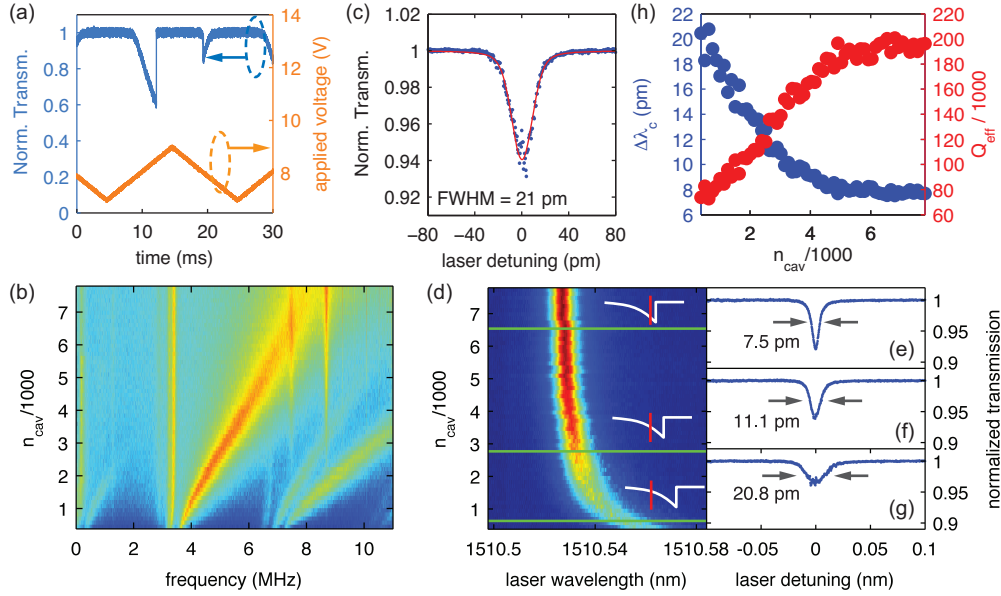 (a)
Norm. Transm.
1
0.8
0.6
0.4
0.2
0
14
12
10
8
applied voltage (V)
0 10 20 30
time (ms)
(c)
Norm. Transm.
1.02
1.00
0.98
0.96
0.94
0.92
FWHM = 21 pm
-80 -40 0 40 80
laser detuning (pm)
(h)
Δλc (pm)
22
20
18
16
14
12
10
8
6
220
200
180
160
140
120
100
80
60
Qeff / 1000
2 4 6
ncav/1000
(b)
ncav/1000
7
6
5
4
3
2
1
0 2 4 6 8 10
frequency (MHz)
(d)
ncav/1000
7
6
5
4
3
2
1
1510.5 1510.54 1510.58
laser wavelength (nm)
(e)
7.5 pm
1
0.95
0.9
(f)
11.1 pm
1
0.95
0.9
(g)
20.8 pm
1
0.95
0.9
normalized transmission
-0.05 0 0.05 0.1
laser detuning (nm)